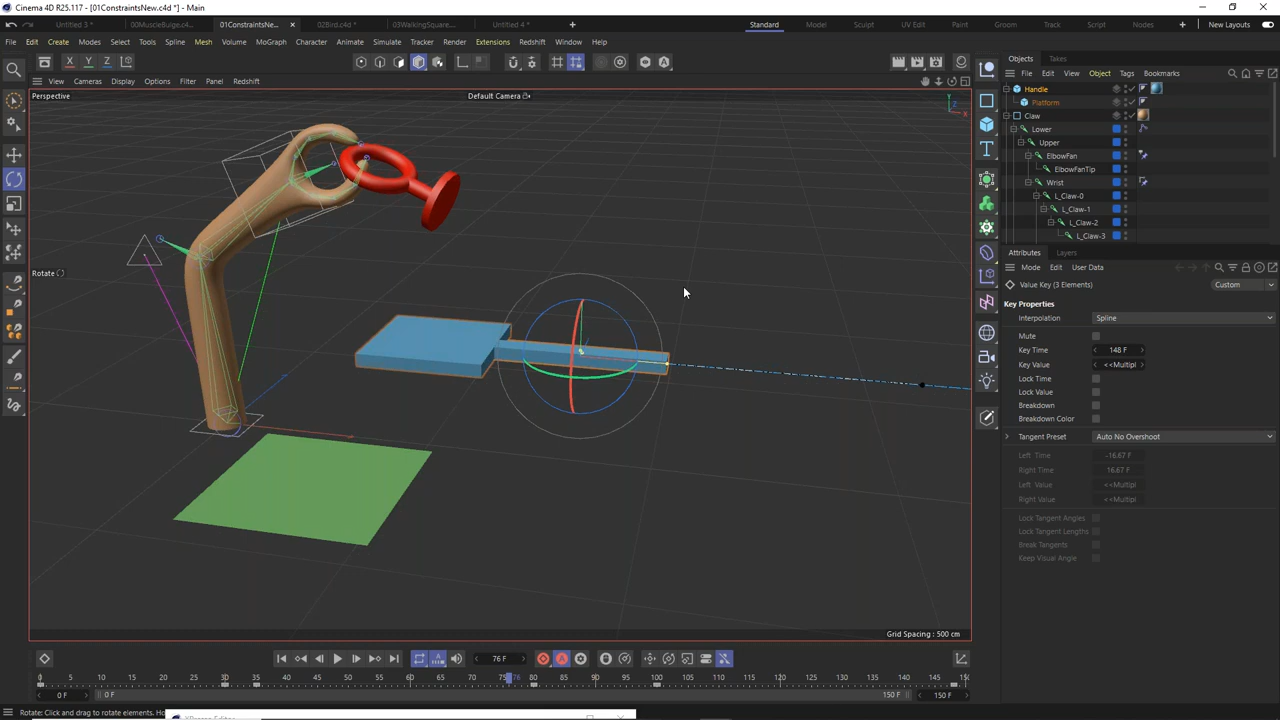 Cinema 4D R25.117 - [01ConstraintsNew.c4d *] - Main
Untitled 3 *
00MuscleBulge.c4...
01ConstraintsNe...
02Bird.c4d *
03WalkingSquare....
Untitled 4 *
Standard
Model
Sculpt
UV Edit
Paint
Groom
Track
Script
Nodes
New Layouts
File Edit Create Modes Select Tools Spline Mesh Volume MoGraph Character Animate Simulate Tracker Render Extensions Redshift Window Help
X Y Z
Objects Takes
File Edit View Object Tags Bookmarks
View Cameras Display Options Filter Panel Redshift
Perspective
Default Camera
Handle
Platform
Claw
Lower
Upper
ElbowFan
ElbowFanTip
Wrist
L_Claw-0
L_Claw-1
L_Claw-2
L_Claw-3
Attributes Layers
Mode Edit User Data
Value Key (3 Elements)
Custom
Key Properties
Interpolation Spline
Mute
Key Time 148 F
Key Value <<Multipl
Lock Time
Lock Value
Breakdown
Breakdown Color
Tangent Preset Auto No Overshoot
Left Time -16.67 F
Right Time 16.67 F
Left Value <<Multipl
Right Value <<Multipl
Lock Tangent Angles
Lock Tangent Lengths
Break Tangents
Keep Visual Angle
Rotate
Grid Spacing : 500 cm
76 F
0 5 10 15 20 25 30 35 40 45 50 55 60 65 70 75 76 80 85 90 95 100 105 110 115 120 125 130 135 140 145 15
0 F
0 F
150 F
150 F
Rotate: Click and drag to rotate elements. Ho